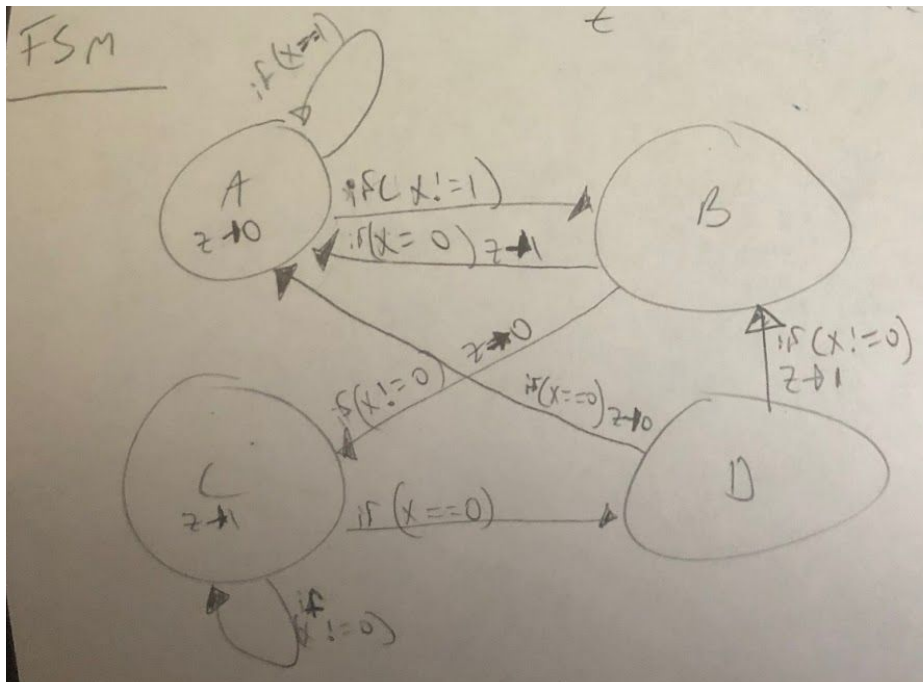 FSM
z
if(x==1)
A
z→0
if(x!=1)
if(x= 0) z→1
B
z→0
if(x!=0)
if(x==0) z→0
if(x!=0)
z→1
C
z→1
if(x==0)
D
if
(x!=0)